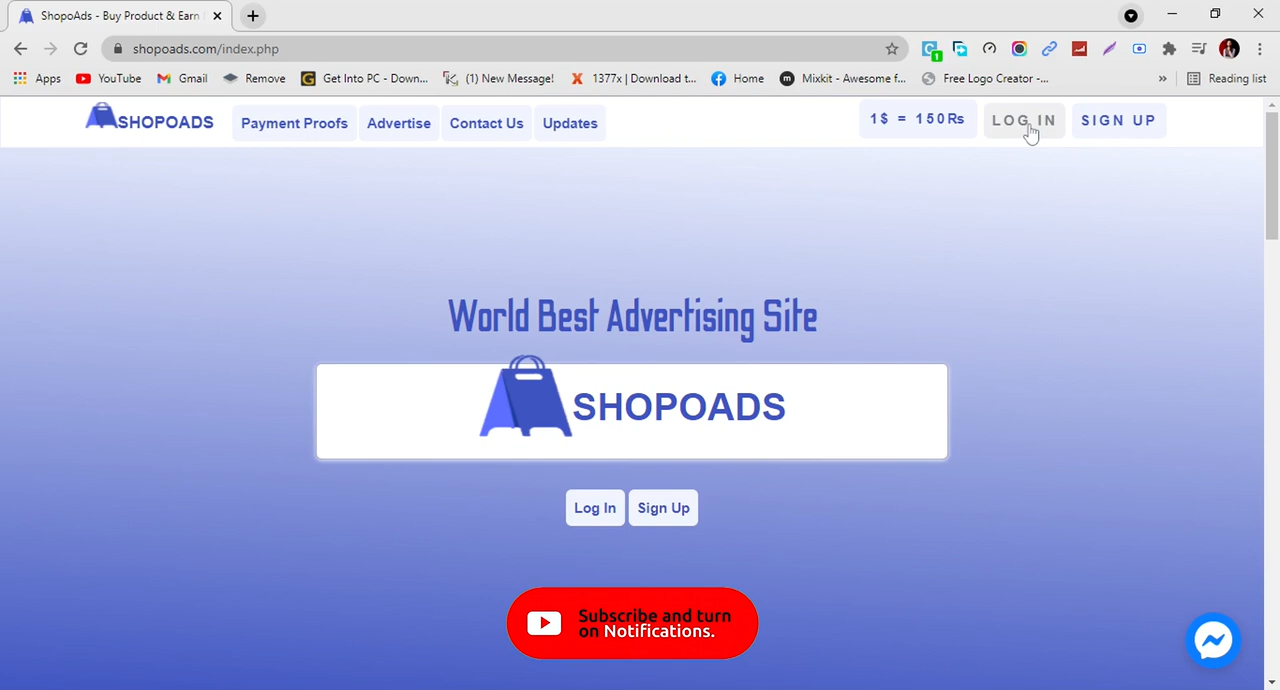 ShopoAds - Buy Product & Earn
shopoads.com/index.php
1
Apps YouTube Gmail Remove Get Into PC - Down... (1) New Message! 1377x | Download t... Home Mixkit - Awesome f... Free Logo Creator -... » Reading list
SHOPOADS Payment Proofs Advertise Contact Us Updates 1$ = 150Rs LOG IN SIGN UP
World Best Advertising Site
SHOPOADS
Log In Sign Up
Subscribe and turn
on Notifications.